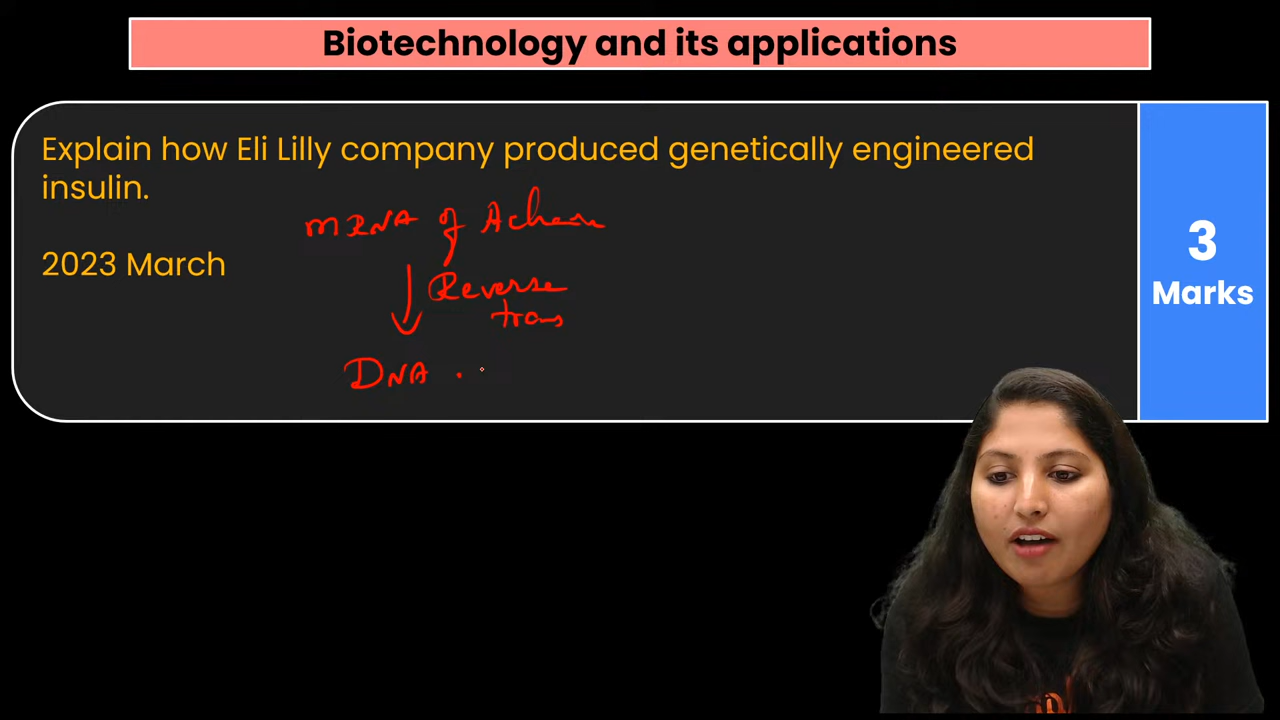 Biotechnology and its applications
Explain how Eli Lilly company produced genetically engineered
insulin.
2023 March
3
Marks
mRNA of A chain
Reverse
trans
DNA